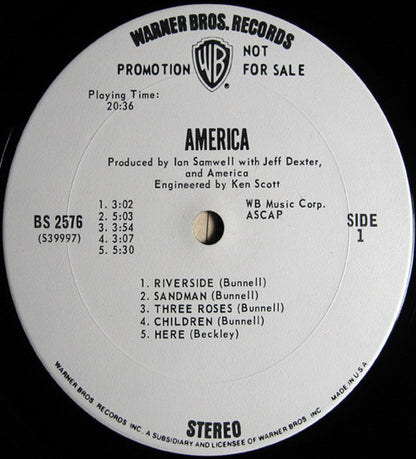 WARNER BROS. RECORDS
WB
®
PROMOTION NOT FOR SALE
Playing Time:
20:36
AMERICA
Produced by Ian Samwell with Jeff Dexter,
and America
Engineered by Ken Scott
1. 3:02
2. 5:03
3. 3:54
4. 3:07
5. 5:30
WB Music Corp.
ASCAP
BS 2576
(S39997)
SIDE
1
1. RIVERSIDE (Bunnell)
2. SANDMAN (Bunnell)
3. THREE ROSES (Bunnell)
4. CHILDREN (Bunnell)
5. HERE (Beckley)
STEREO
WARNER BROS. RECORDS INC. A SUBSIDIARY AND LICENSEE OF WARNER BROS. INC. MADE IN U.S.A.